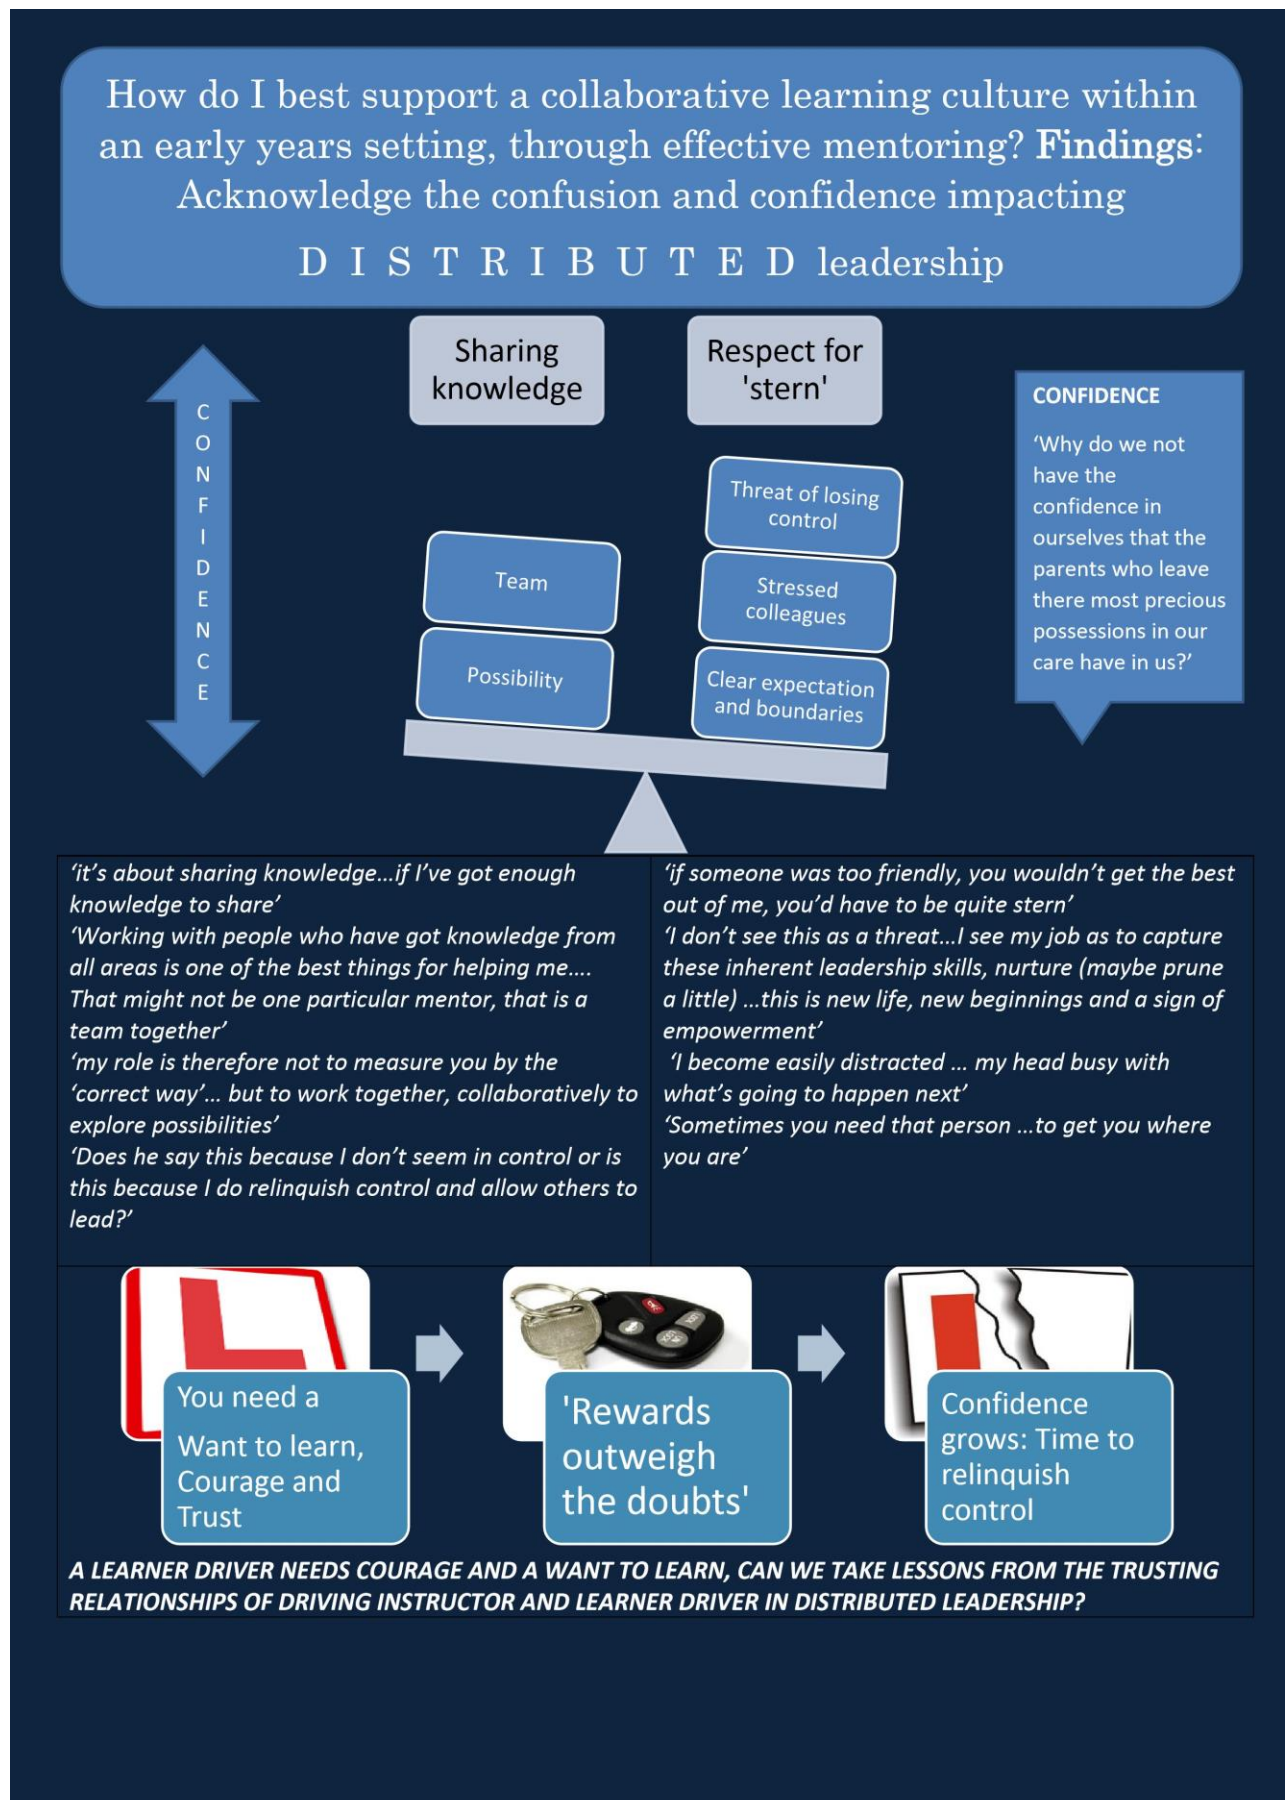 How do I best support a collaborative learning culture within
an early years setting, through effective mentoring? Findings:
Acknowledge the confusion and confidence impacting
D I S T R I B U T E D leadership
C
O
N
F
I
D
E
N
C
E
Sharing
knowledge
Respect for
'stern'
Team
Possibility
Threat of losing
control
Stressed
colleagues
Clear expectation
and boundaries
CONFIDENCE
‘Why do we not
have the
confidence in
ourselves that the
parents who leave
there most precious
possessions in our
care have in us?’
‘it’s about sharing knowledge…if I’ve got enough
knowledge to share’
‘Working with people who have got knowledge from
all areas is one of the best things for helping me….
That might not be one particular mentor, that is a
team together’
‘my role is therefore not to measure you by the
‘correct way’… but to work together, collaboratively to
explore possibilities’
‘Does he say this because I don’t seem in control or is
this because I do relinquish control and allow others to
lead?’
‘if someone was too friendly, you wouldn’t get the best
out of me, you’d have to be quite stern’
‘I don’t see this as a threat…I see my job as to capture
these inherent leadership skills, nurture (maybe prune
a little) …this is new life, new beginnings and a sign of
empowerment’
‘I become easily distracted … my head busy with
what’s going to happen next’
‘Sometimes you need that person …to get you where
you are’
You need a
Want to learn,
Courage and
Trust
'Rewards
outweigh
the doubts'
Confidence
grows: Time to
relinquish
control
A LEARNER DRIVER NEEDS COURAGE AND A WANT TO LEARN, CAN WE TAKE LESSONS FROM THE TRUSTING
RELATIONSHIPS OF DRIVING INSTRUCTOR AND LEARNER DRIVER IN DISTRIBUTED LEADERSHIP?